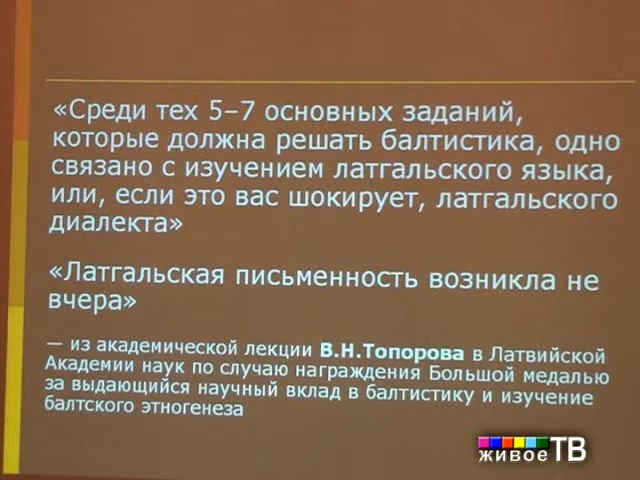 «Среди тех 5–7 основных заданий,
которые должна решать балтистика, одно
связано с изучением латгальского языка,
или, если это вас шокирует, латгальского
диалекта»
«Латгальская письменность возникла не
вчера»
— из академической лекции В.Н.Топорова в Латвийской
Академии наук по случаю награждения Большой медалью
за выдающийся научный вклад в балтистику и изучение
балтского этногенеза
живоеТВ